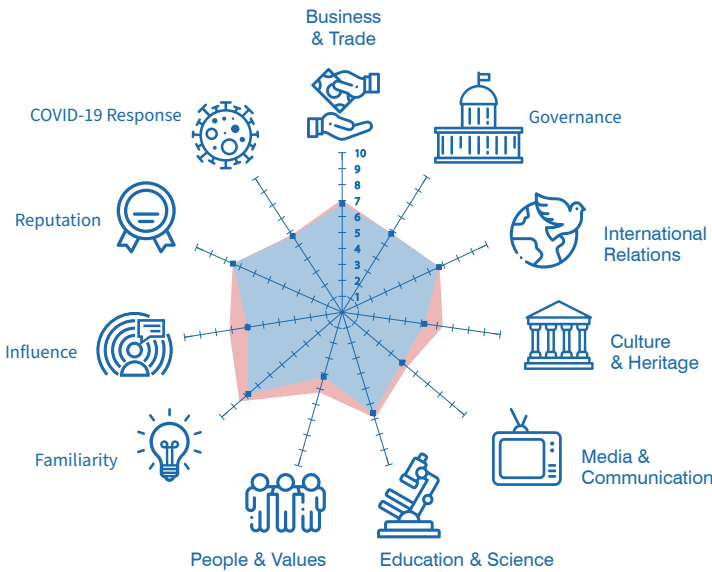 Business
& Trade
COVID-19 Response
Governance
10
9
8
7
6
5
4
3
2
1
Reputation
International
Relations
Influence
Culture
& Heritage
Familiarity
Media &
Communication
People & Values
Education & Science